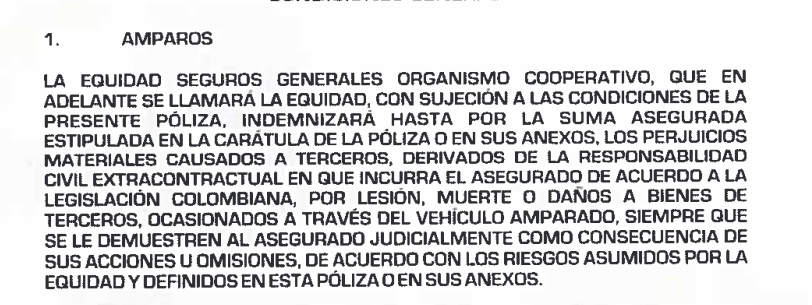 1. AMPAROS
LA EQUIDAD SEGUROS GENERALES ORGANISMO COOPERATIVO, QUE EN
ADELANTE SE LLAMARÁ LA EQUIDAD, CON SUJECIÓN A LAS CONDICIONES DE LA
PRESENTE PÓLIZA, INDEMNIZARÁ HASTA POR LA SUMA ASEGURADA
ESTIPULADA EN LA CARÁTULA DE LA PÓLIZA O EN SUS ANEXOS, LOS PERJUICIOS
MATERIALES CAUSADOS A TERCEROS, DERIVADOS DE LA RESPONSABILIDAD
CIVIL EXTRACONTRACTUAL EN QUE INCURRA EL ASEGURADO DE ACUERDO A LA
LEGISLACIÓN COLOMBIANA, POR LESIÓN, MUERTE O DAÑOS A BIENES DE
TERCEROS, OCASIONADOS A TRAVÉS DEL VEHÍCULO AMPARADO, SIEMPRE QUE
SE LE DEMUESTREN AL ASEGURADO JUDICIALMENTE COMO CONSECUENCIA DE
SUS ACCIONES U OMISIONES, DE ACUERDO CON LOS RIESGOS ASUMIDOS POR LA
EQUIDAD Y DEFINIDOS EN ESTA PÓLIZA O EN SUS ANEXOS.